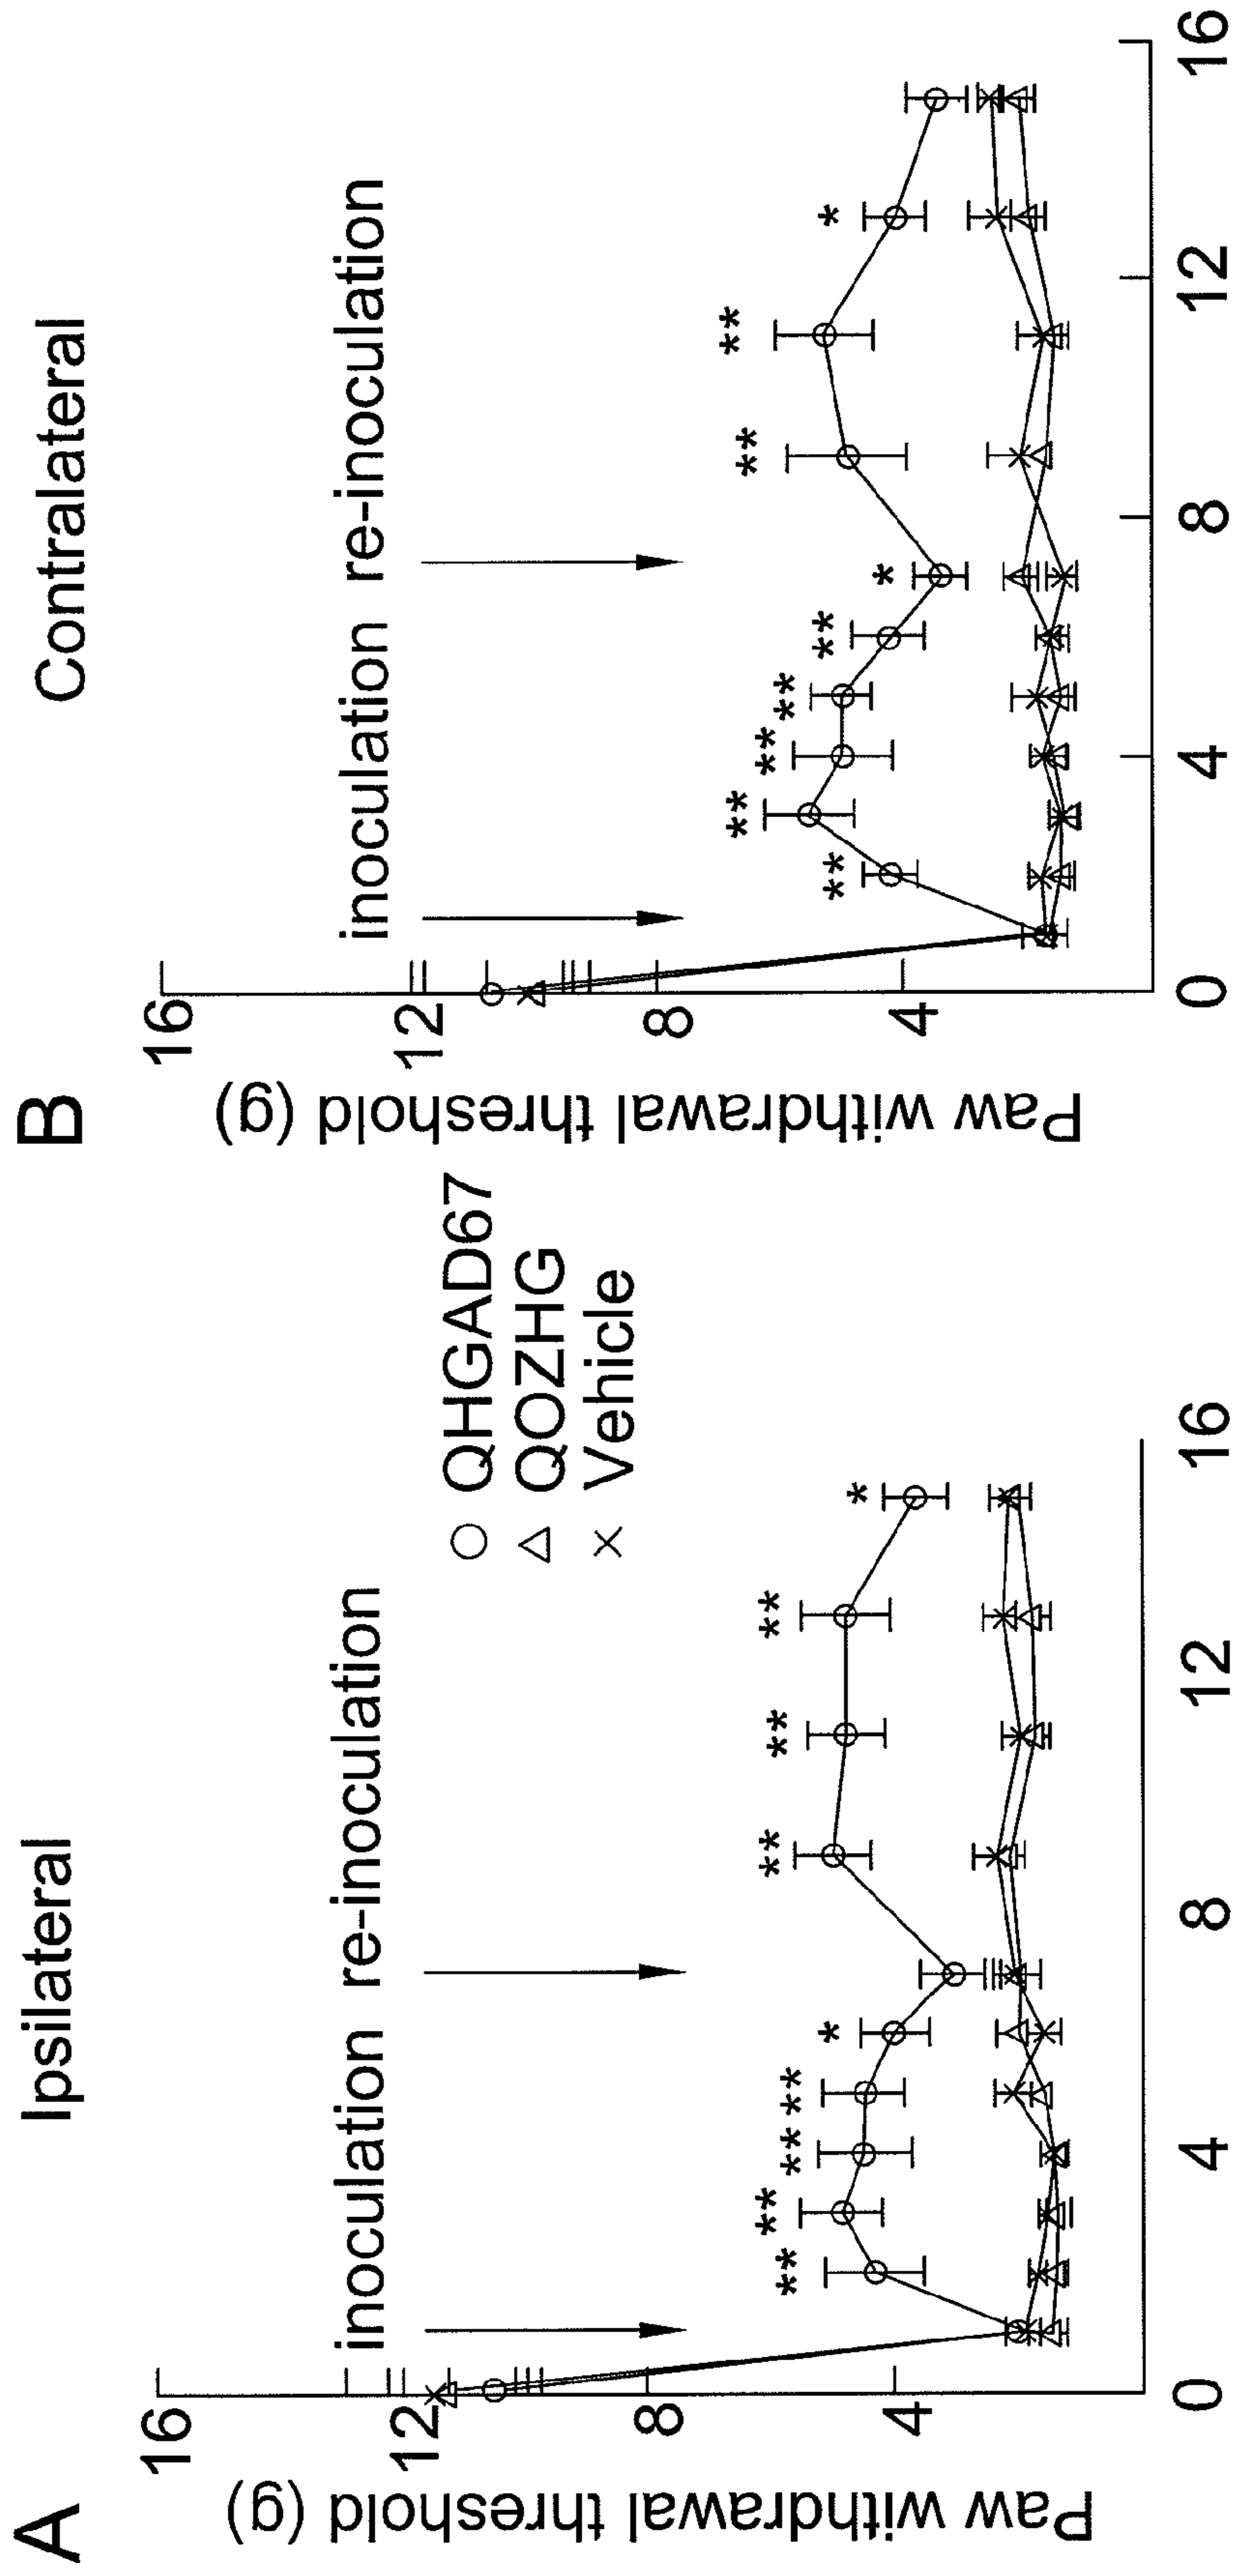 A
Ipsilateral
inoculation re-inoculation
Paw withdrawal threshold (g)
16
12
8
4
** ** ** ** * ** ** ** *
0 4 8 12 16
○ QHGAD67
△ QOZHG
× Vehicle
B
Contralateral
inoculation re-inoculation
Paw withdrawal threshold (g)
16
12
8
4
** ** ** ** ** * ** ** *
0 4 8 12 16